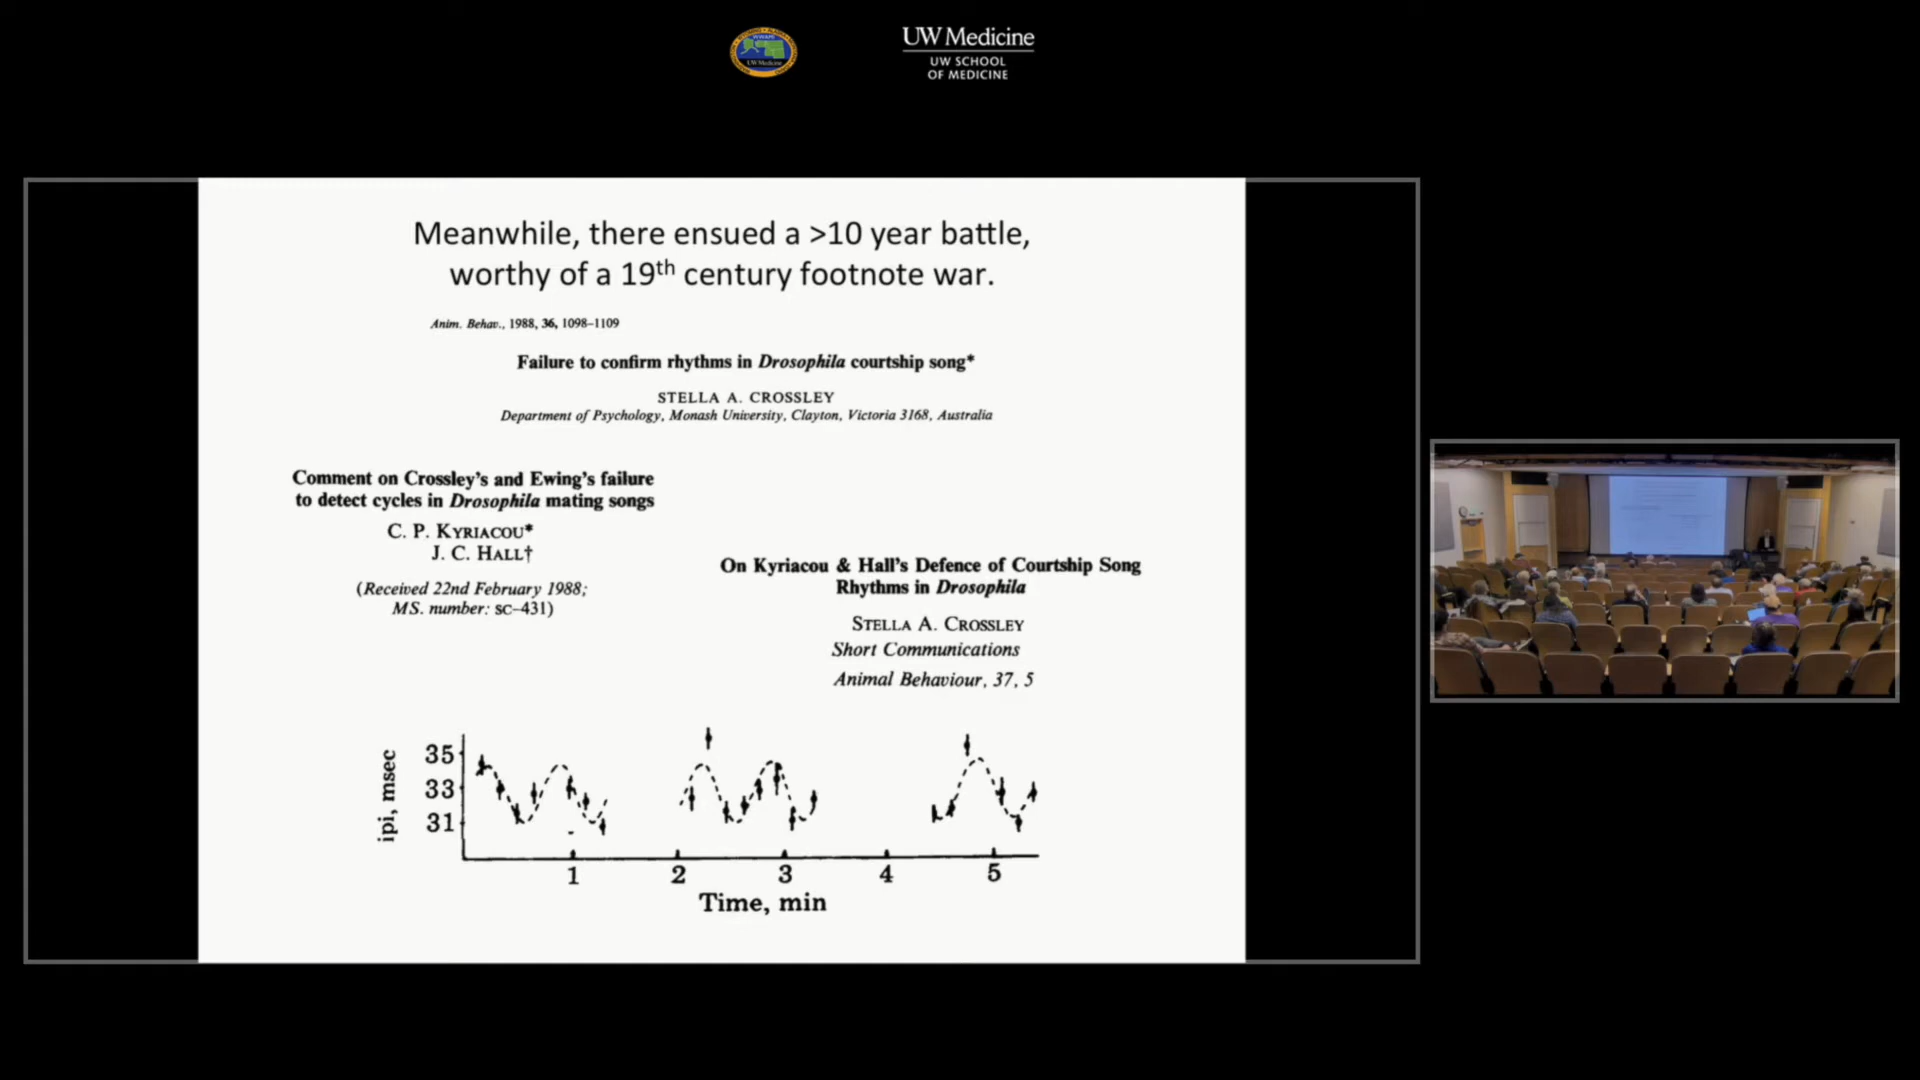 UW Medicine
UW SCHOOL
OF MEDICINE
Meanwhile, there ensued a >10 year battle,
worthy of a 19th century footnote war.
Anim. Behav., 1988, 36, 1098–1109
Failure to confirm rhythms in Drosophila courtship song*
STELLA A. CROSSLEY
Department of Psychology, Monash University, Clayton, Victoria 3168, Australia
Comment on Crossley's and Ewing's failure
to detect cycles in Drosophila mating songs
C. P. KYRIACOU*
J. C. HALL†
(Received 22nd February 1988;
MS. number: SC–431)
On Kyriacou & Hall's Defence of Courtship Song
Rhythms in Drosophila
STELLA A. CROSSLEY
Short Communications
Animal Behaviour, 37, 5
ipi, msec
35
33
31
1 2 3 4 5
Time, min